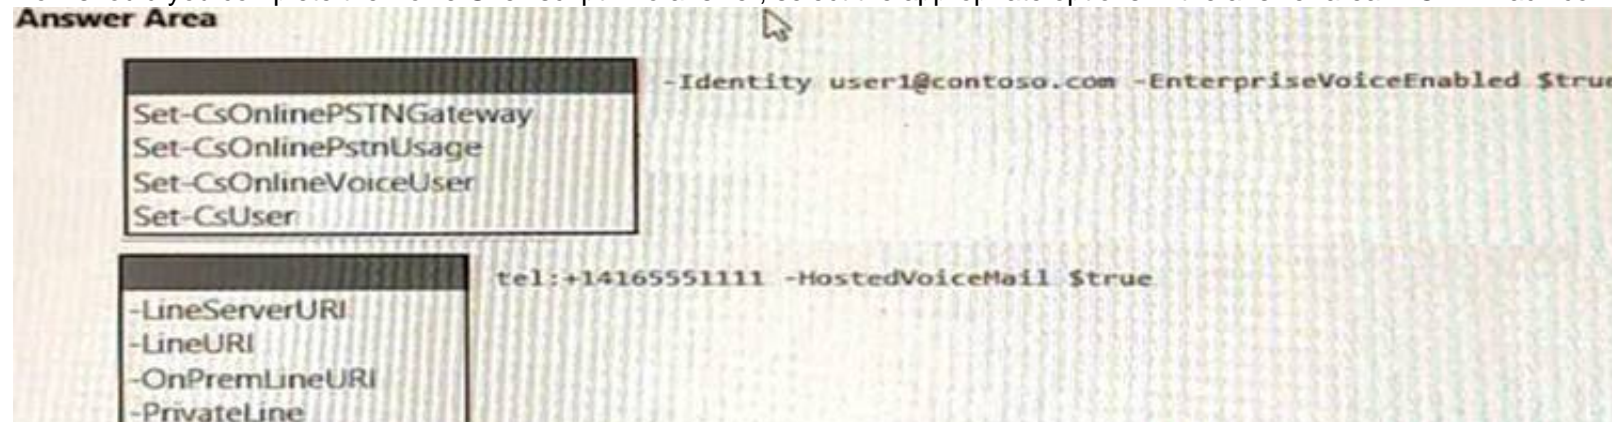 Answer Area
-Identity user1@contoso.com -EnterpriseVoiceEnabled $true
Set-CsOnlinePSTNGateway
Set-CsOnlinePstnUsage
Set-CsOnlineVoiceUser
Set-CsUser
tel:+14165551111 -HostedVoiceMail $true
-LineServerURI
-LineURI
-OnPremLineURI
-PrivateLine